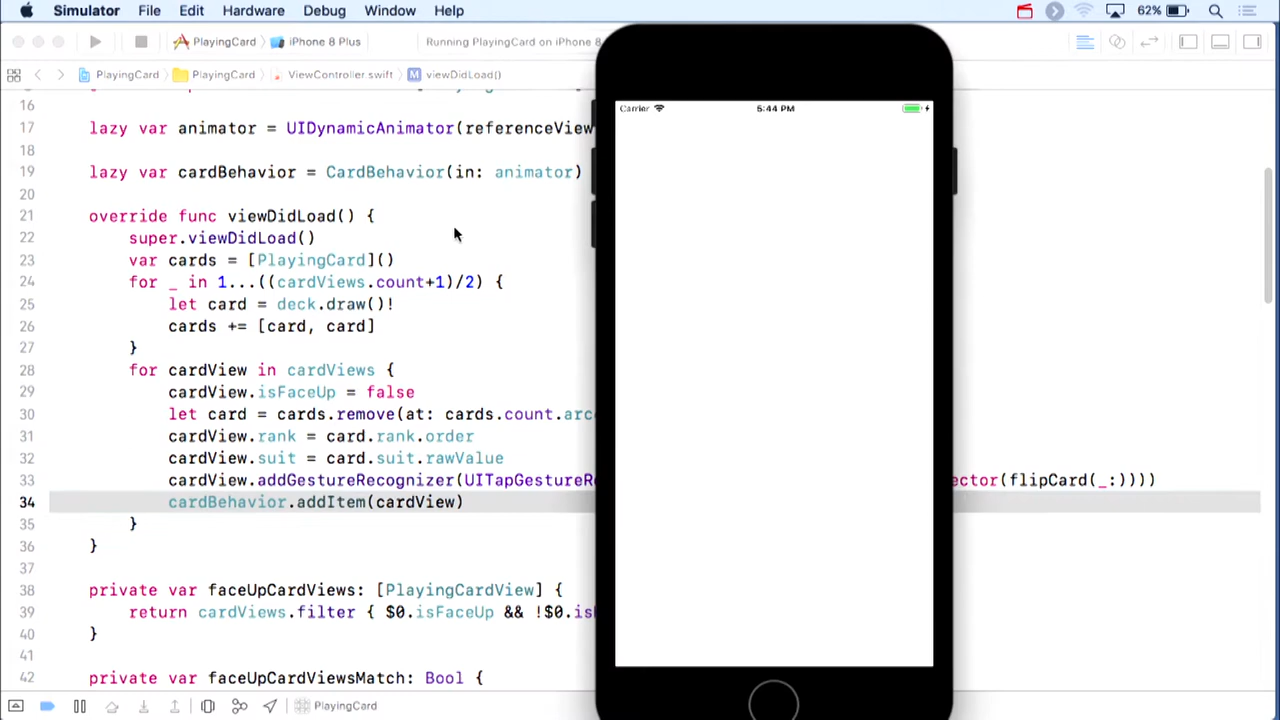 Simulator File Edit Hardware Debug Window Help 62%
PlayingCard iPhone 8 Plus Running PlayingCard on iPhone 8
PlayingCard PlayingCard ViewController.swift M viewDidLoad()
Carrier 5:44 PM
16
17 lazy var animator = UIDynamicAnimator(referenceView
18
19 lazy var cardBehavior = CardBehavior(in: animator)
20
21 override func viewDidLoad() {
22 super.viewDidLoad()
23 var cards = [PlayingCard]()
24 for _ in 1...((cardViews.count+1)/2) {
25 let card = deck.draw()!
26 cards += [card, card]
27 }
28 for cardView in cardViews {
29 cardView.isFaceUp = false
30 let card = cards.remove(at: cards.count.arc
31 cardView.rank = card.rank.order
32 cardView.suit = card.suit.rawValue
33 cardView.addGestureRecognizer(UITapGestureR ector(flipCard(_:))))
34 cardBehavior.addItem(cardView)
35 }
36 }
37
38 private var faceUpCardViews: [PlayingCardView] {
39 return cardViews.filter { $0.isFaceUp && !$0.is
40 }
41
42 private var faceUpCardViewsMatch: Bool {
PlayingCard